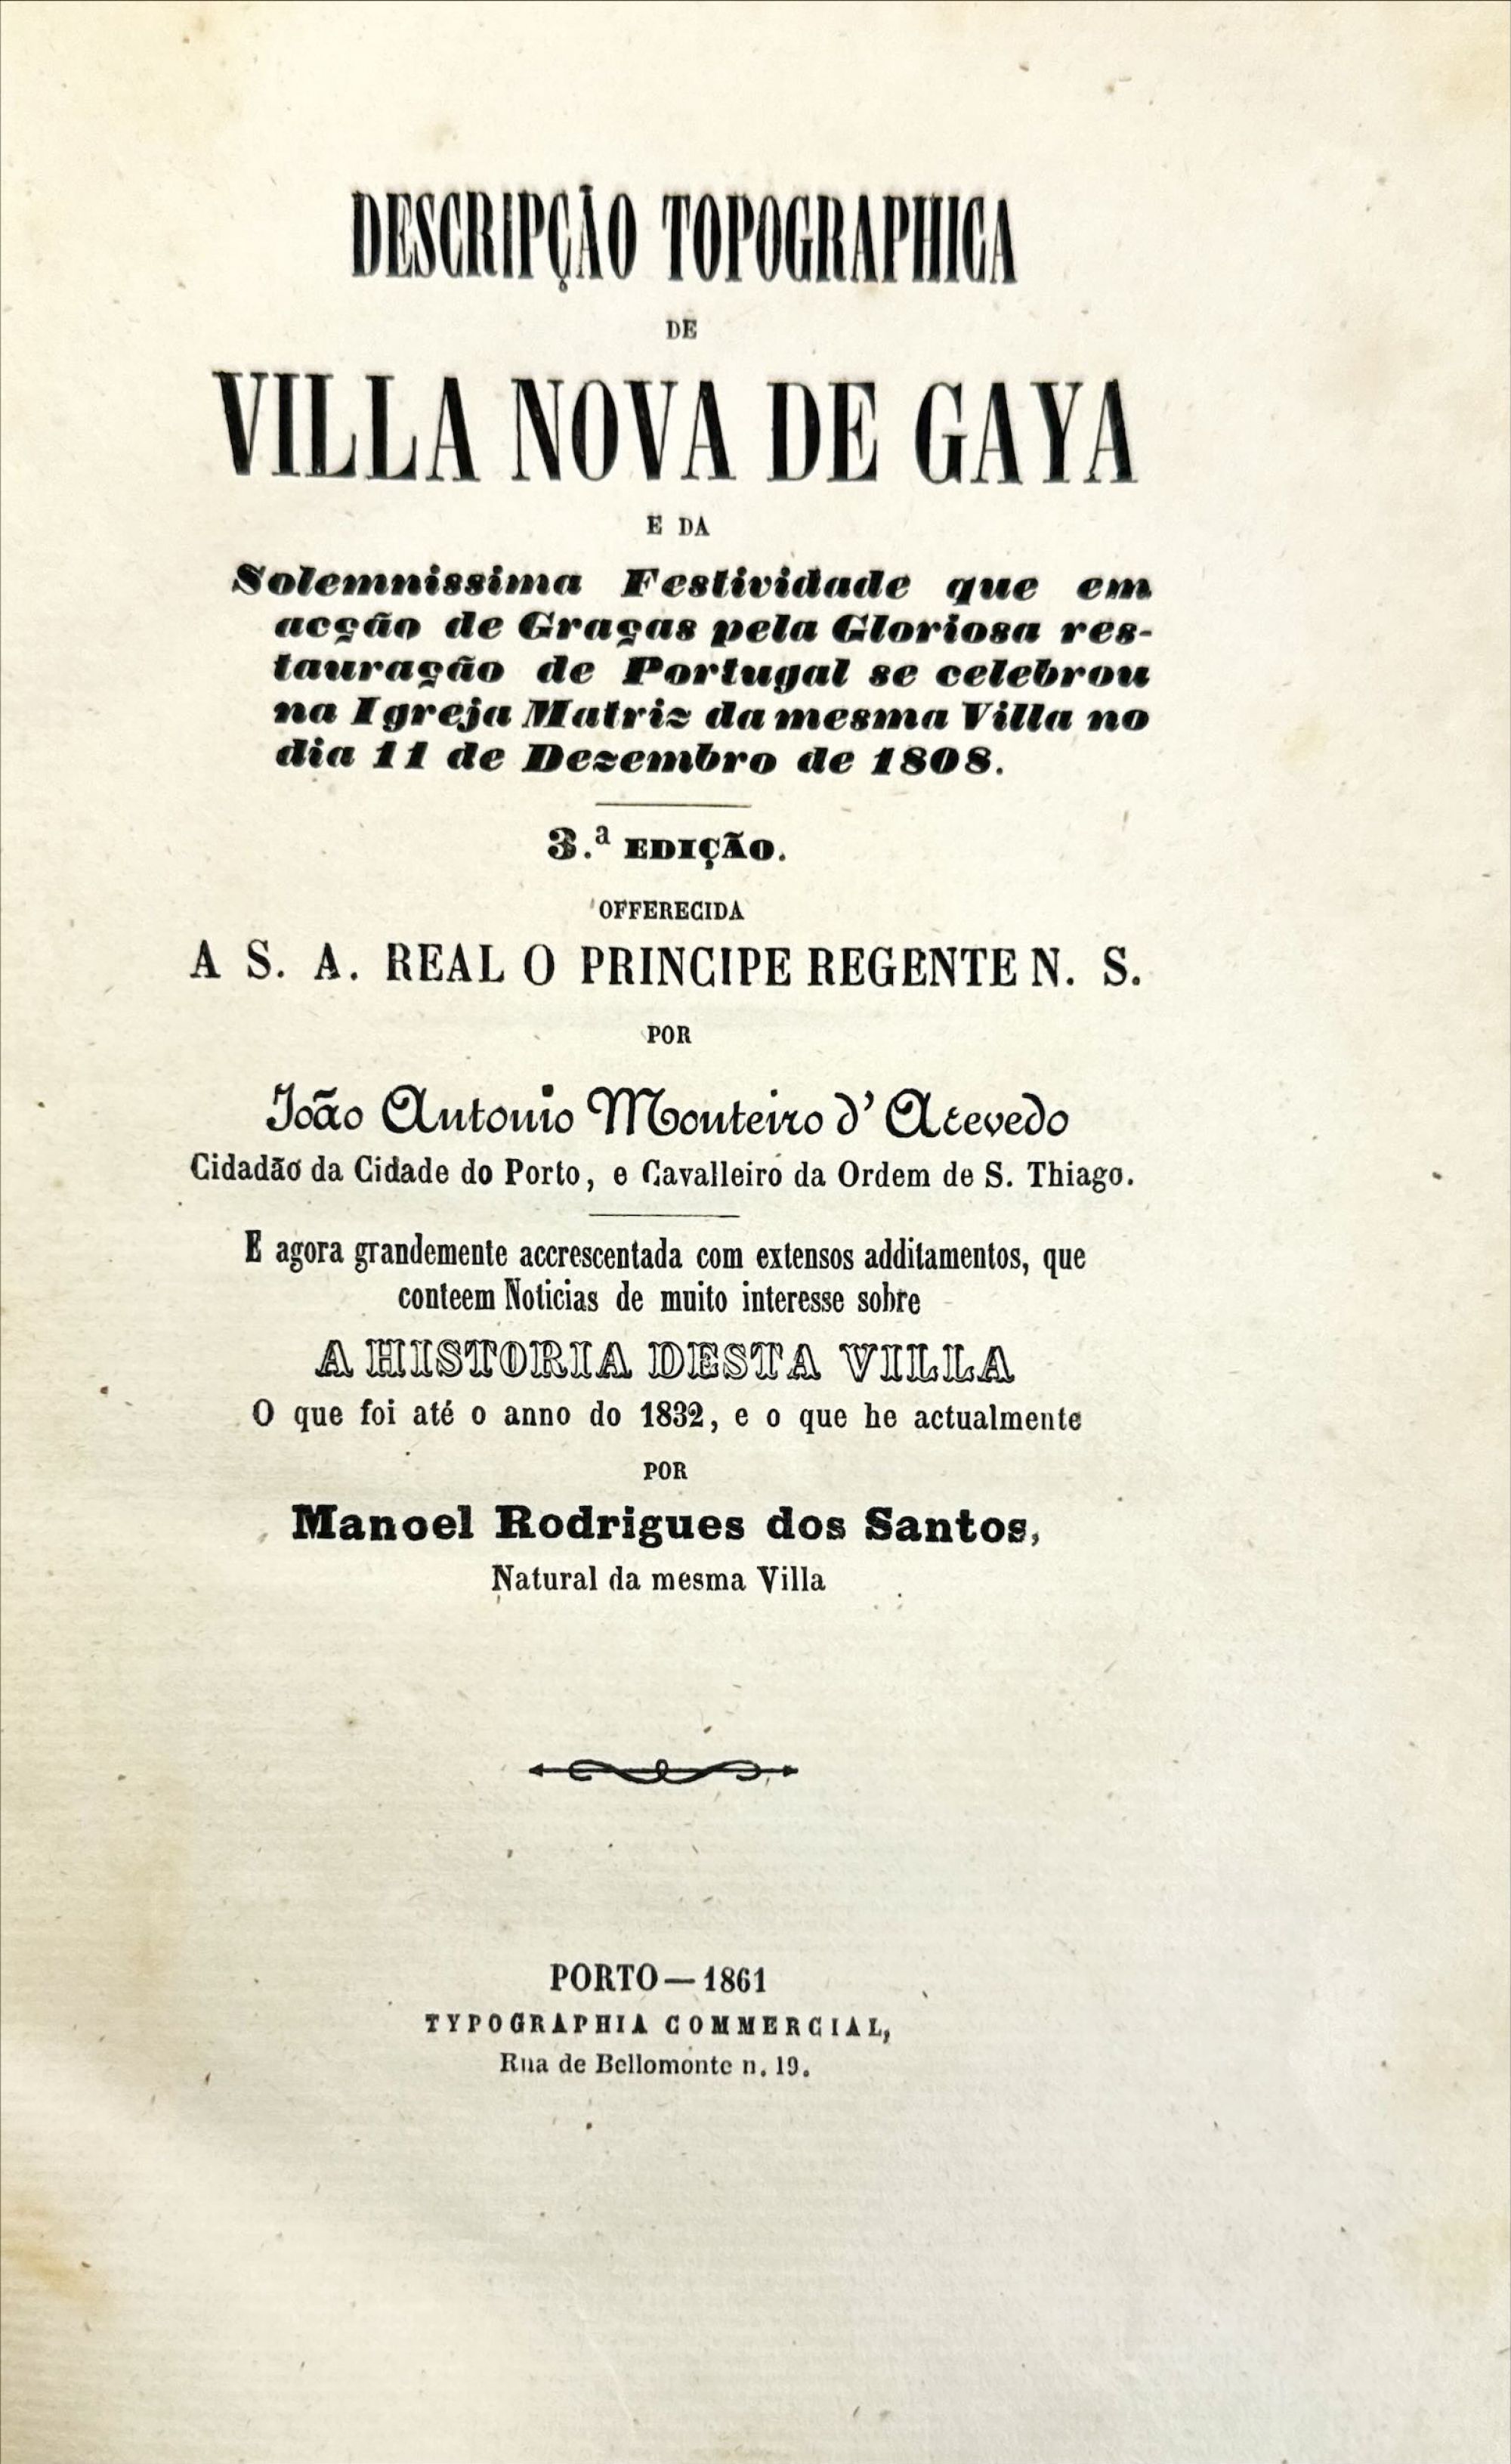 DESCRIPÇÃO TOPOGRAPHICA
DE
VILLA NOVA DE GAYA
E DA
Solemnissima Festividade que em
acção de Graças pela Gloriosa res-
tauração de Portugal se celebrou
na Igreja Matriz da mesma Villa no
dia 11 de Dezembro de 1808.
3.ª EDIÇÃO.
OFFERECIDA
A S. A. REAL O PRINCIPE REGENTE N. S.
POR
João Antonio Monteiro d' Azevedo
Cidadão da Cidade do Porto, e Cavalleiro da Ordem de S. Thiago.
E agora grandemente accrescentada com extensos additamentos, que
conteem Noticias de muito interesse sobre
A HISTORIA DESTA VILLA
O que foi até o anno do 1832, e o que he actualmente
POR
Manoel Rodrigues dos Santos,
Natural da mesma Villa
PORTO — 1861
TYPOGRAPHIA COMMERCIAL,
Rua de Bellomonte n. 19.